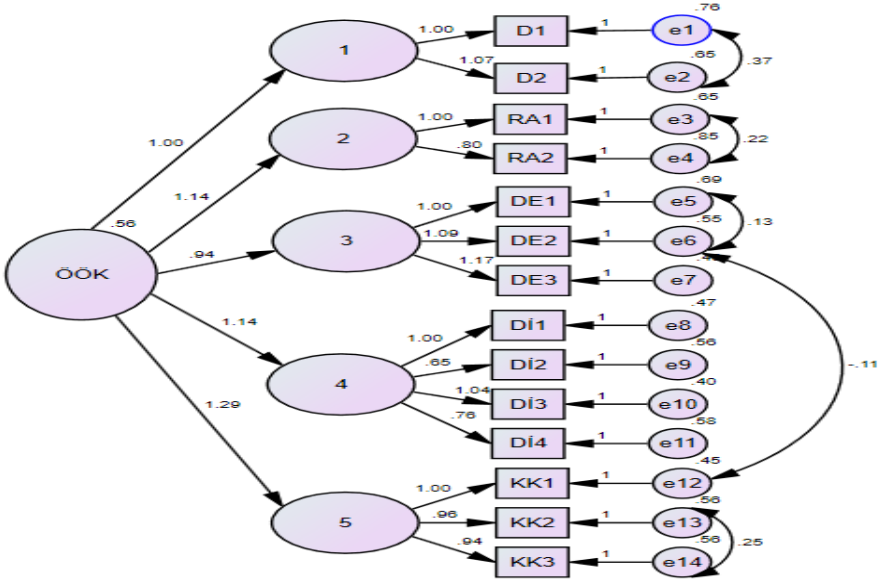 .76
1.00 D1 1 e1
1
.65 .37
1.07 D2 1 e2
.65
1.00 RA1 1 e3
1.00 2 .85 .22
.80 RA2 1 e4
1.14 .69
1.00 DE1 1 e5
.56 .55 .13
3 1.09 DE2 1 e6
.94
ÖÖK 1.17 DE3 1 e7
.47
1.14 1.00 Dİ1 1 e8
.56
.65 Dİ2 1 e9 -.11
4 .40
1.29 1.04 Dİ3 1 e10
.76 .58
Dİ4 1 e11
.45
1.00 KK1 1 e12
.56
5 .96 KK2 1 e13
.56 .25
.94 KK3 1 e14